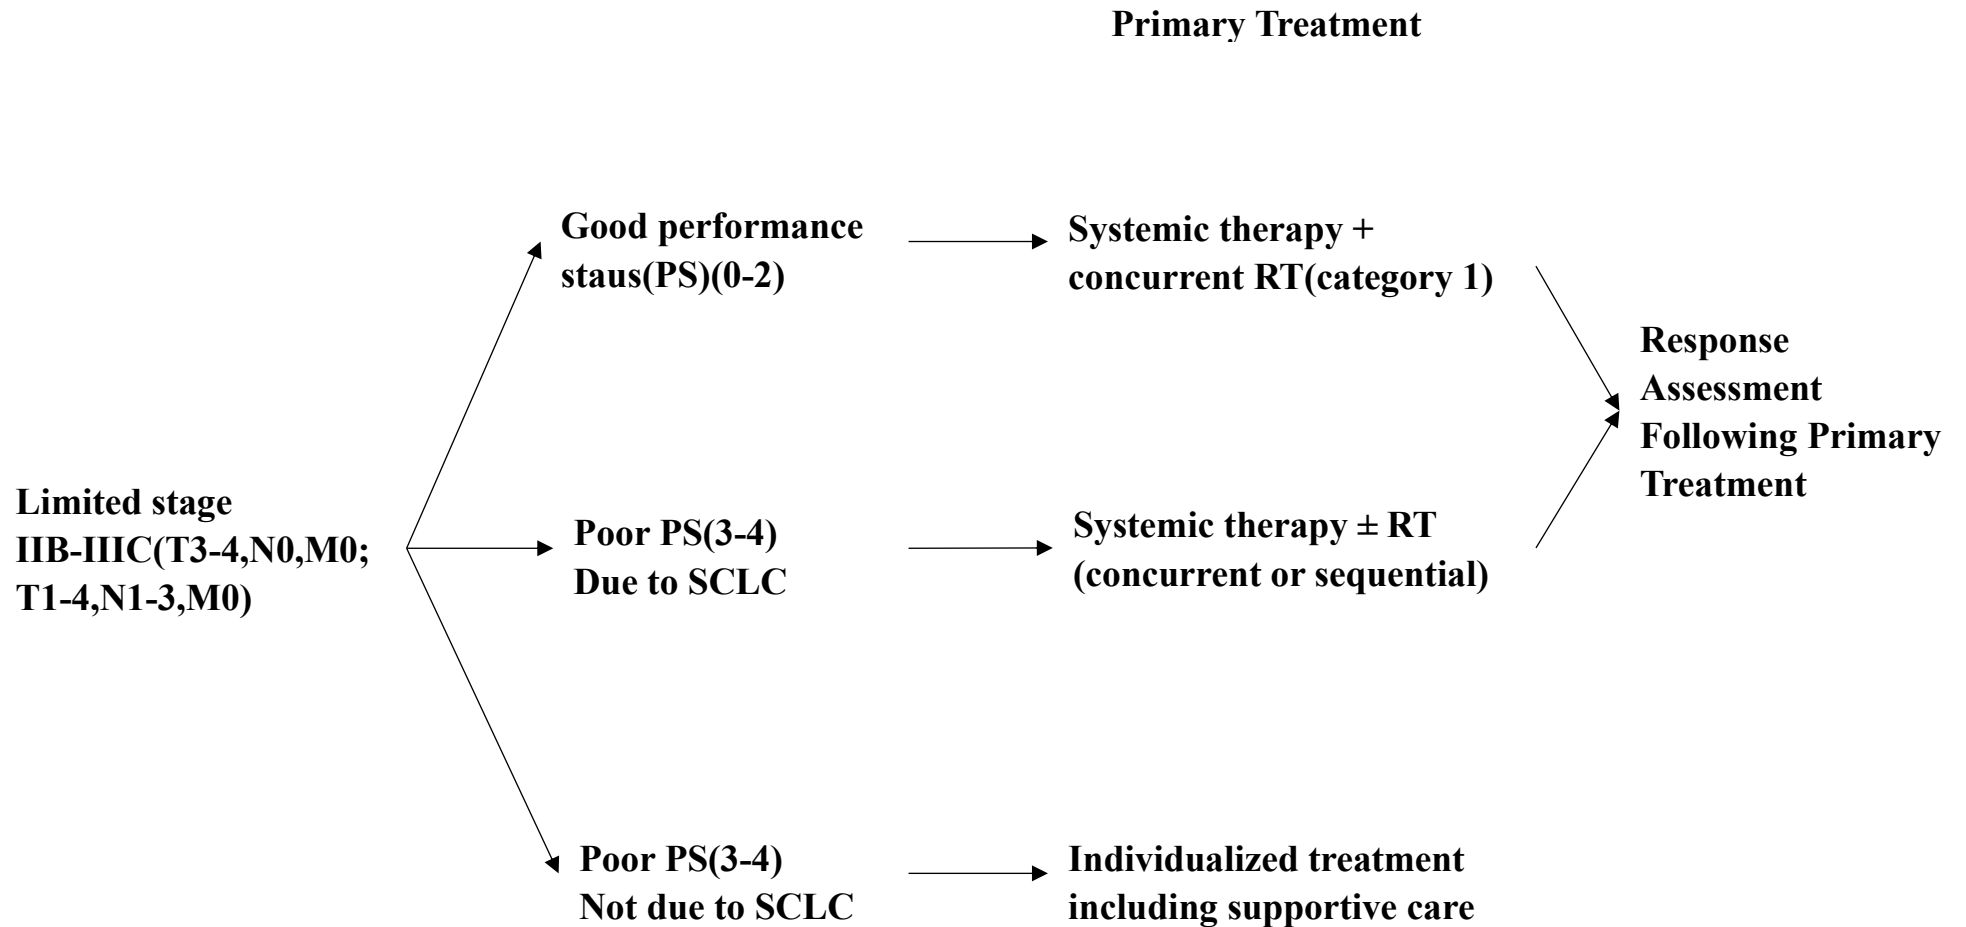 Primary Treatment
Good performance
staus(PS)(0-2)
Systemic therapy +
concurrent RT(category 1)
Response
Assessment
Following Primary
Treatment
Limited stage
IIB-IIIC(T3-4,N0,M0;
T1-4,N1-3,M0)
Poor PS(3-4)
Due to SCLC
Systemic therapy ± RT
(concurrent or sequential)
Poor PS(3-4)
Not due to SCLC
Individualized treatment
including supportive care